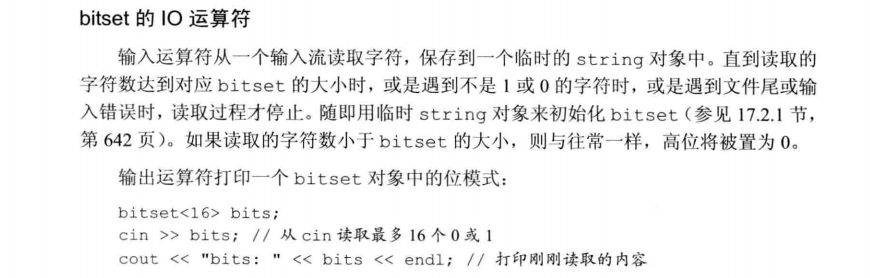 bitset 的 IO 运算符
输入运算符从一个输入流读取字符,保存到一个临时的 string 对象中。直到读取的
字符数达到对应 bitset 的大小时,或是遇到不是 1 或 0 的字符时,或是遇到文件尾或输
入错误时,读取过程才停止。随即用临时 string 对象来初始化 bitset(参见 17.2.1 节,
第 642 页)。如果读取的字符数小于 bitset 的大小,则与往常一样,高位将被置为 0。
输出运算符打印一个 bitset 对象中的位模式:
bitset<16> bits;
cin >> bits; // 从 cin 读取最多 16 个 0 或 1
cout << "bits: " << bits << endl; // 打印刚刚读取的内容